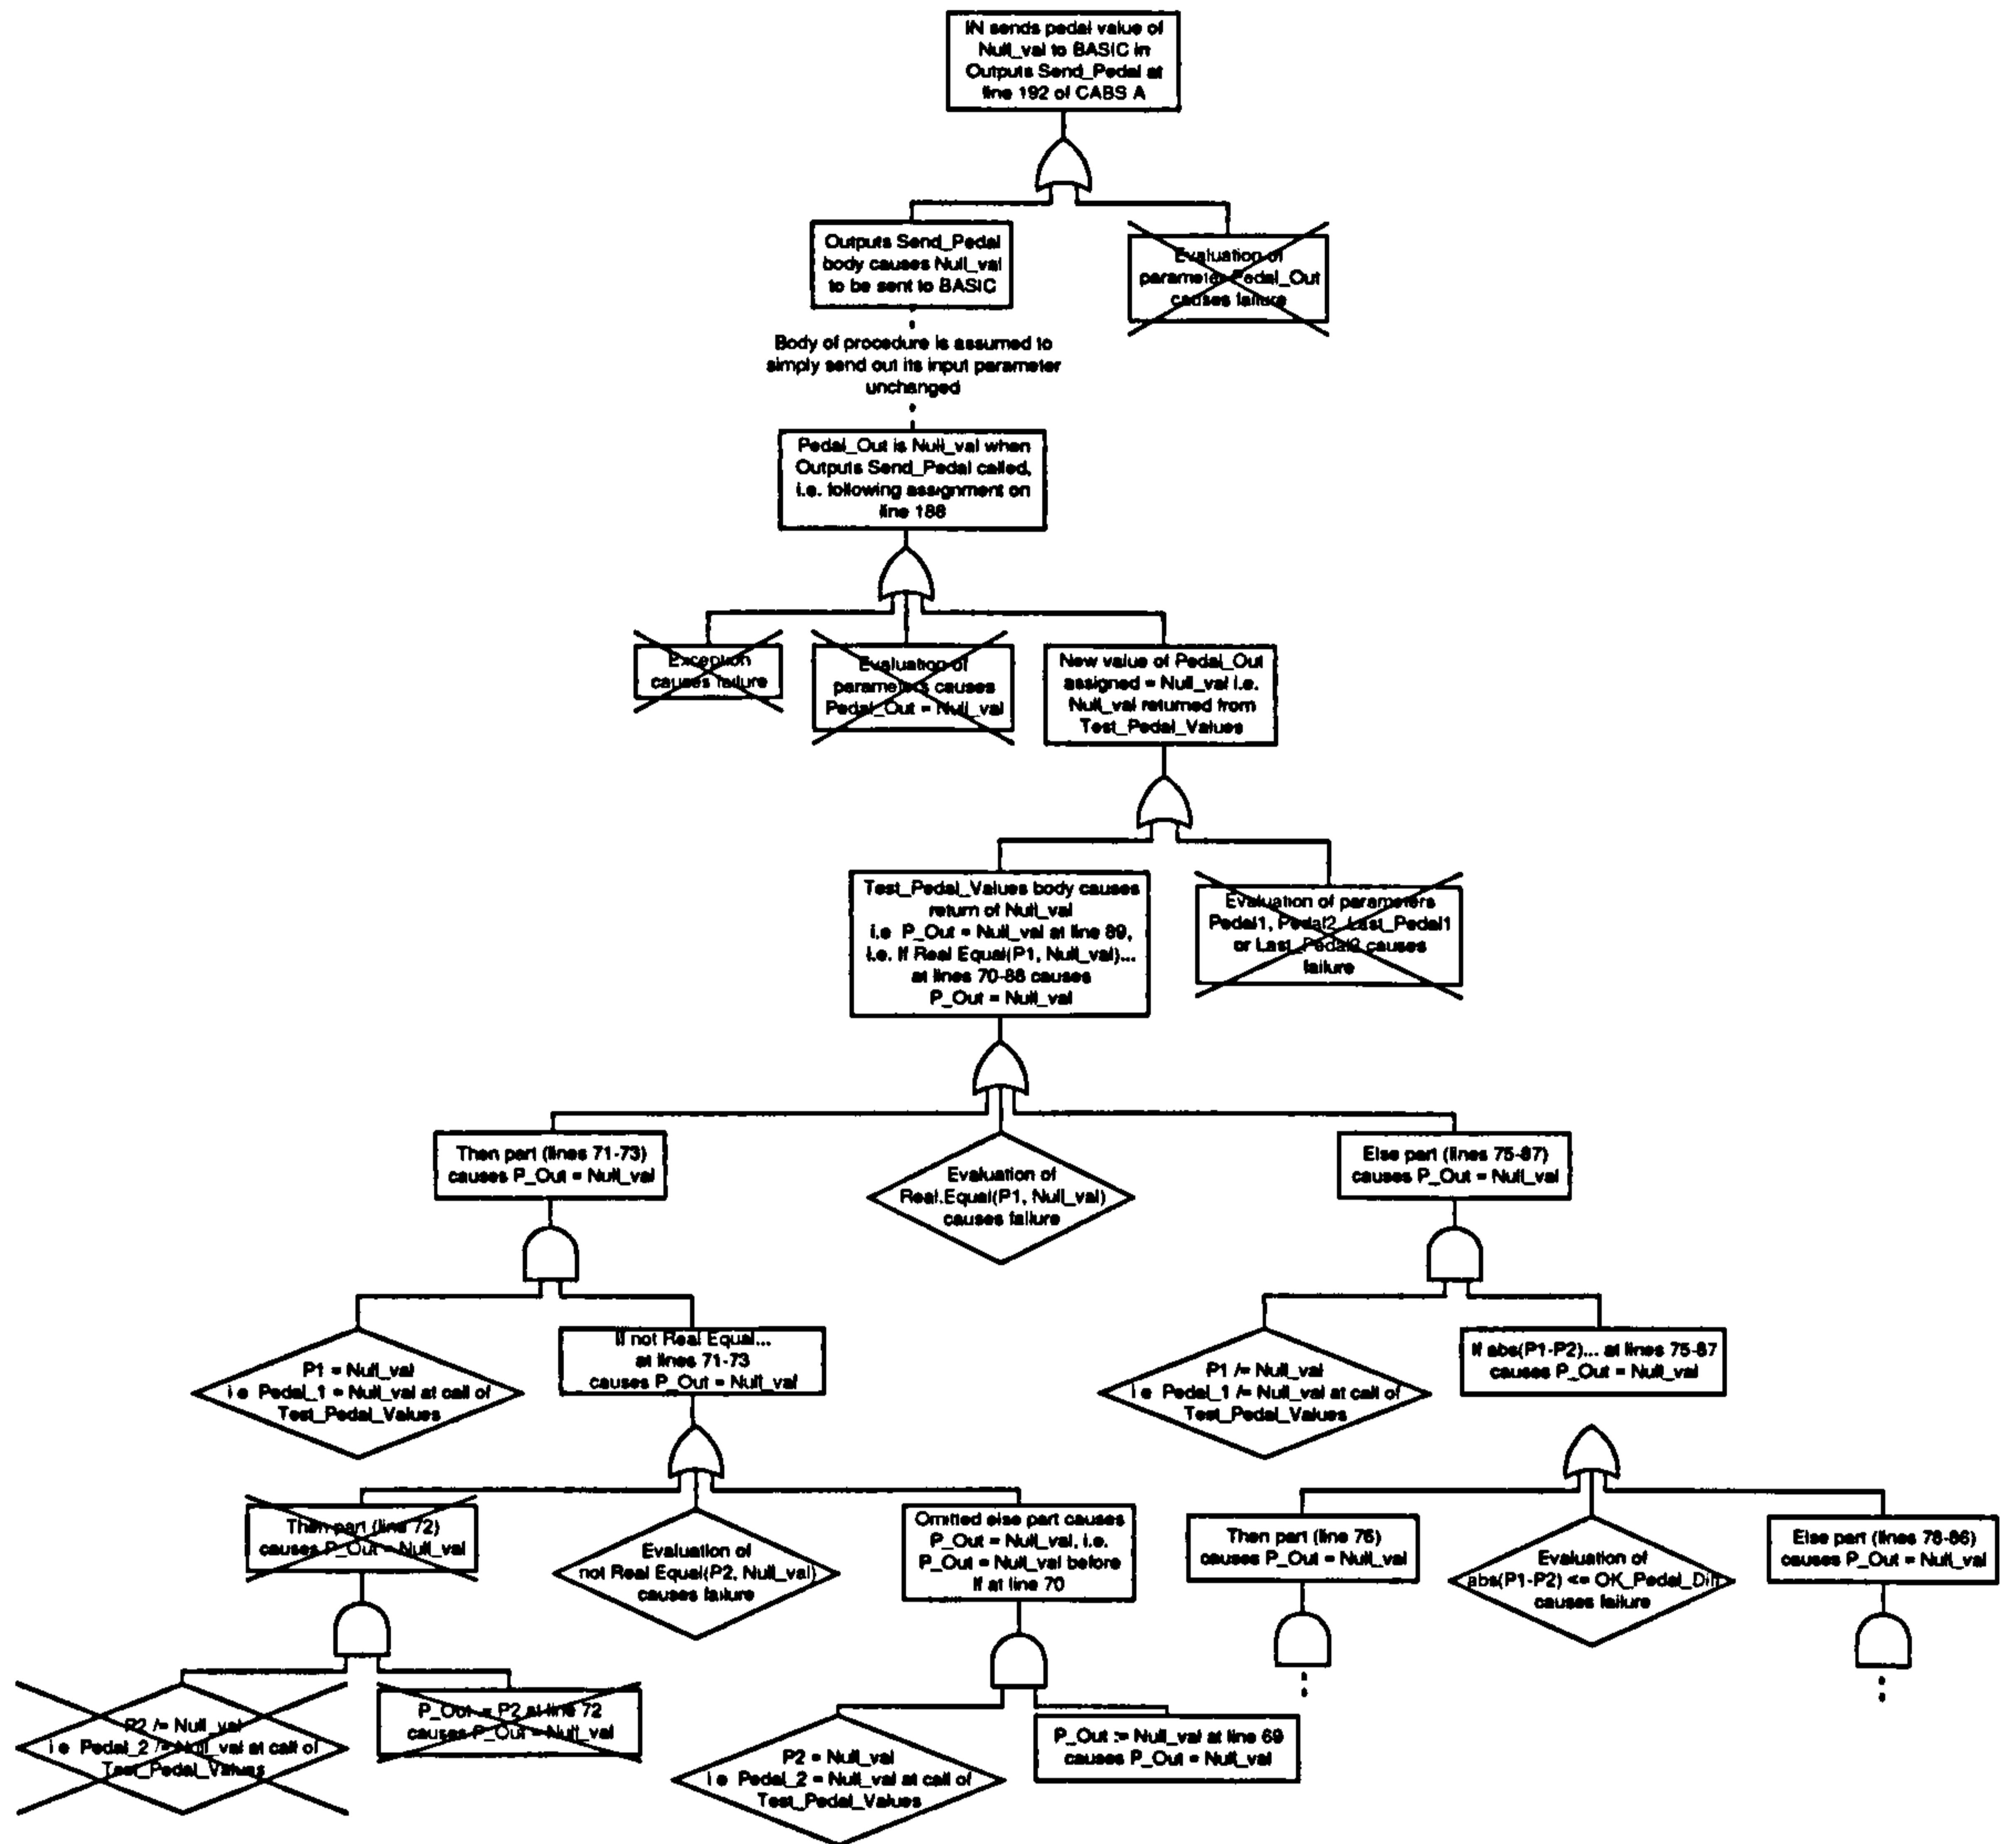 IN sends pedal value of
Null_val to BASIC in
Outputs Send_Pedal at
line 192 of CABS A
Outputs Send_Pedal
body causes Null_val
to be sent to BASIC
Evaluation of
parameter Pedal_Out
causes failure
Body of procedure is assumed to
simply send out its input parameter
unchanged
Pedal_Out is Null_val when
Outputs Send_Pedal called,
i.e. following assignment on
line 188
Exception
causes failure
Evaluation of
parameters causes
Pedal_Out = Null_val
New value of Pedal_Out
assigned = Null_val i.e.
Null_val returned from
Test_Pedal_Values
Test_Pedal_Values body causes
return of Null_val
i.e P_Out = Null_val at line 89,
i.e. If Real Equal(P1, Null_val)...
at lines 70-88 causes
P_Out = Null_val
Evaluation of parameters
Pedal1, Pedal2, Last_Pedal1
or Last_Pedal2 causes
failure
Then part (lines 71-73)
causes P_Out = Null_val
Evaluation of
Real.Equal(P1, Null_val)
causes failure
Else part (lines 75-87)
causes P_Out = Null_val
P1 = Null_val
i e Pedal_1 = Null_val at call of
Test_Pedal_Values
If not Real Equal...
at lines 71-73
causes P_Out = Null_val
P1 /= Null_val
i e Pedal_1 /= Null_val at call of
Test_Pedal_Values
If abs(P1-P2)... at lines 75-87
causes P_Out = Null_val
Then part (line 72)
causes P_Out = Null_val
Evaluation of
not Real Equal(P2, Null_val)
causes failure
Omitted else part causes
P_Out = Null_val, i.e.
P_Out = Null_val before
If at line 70
Then part (line 76)
causes P_Out = Null_val
Evaluation of
abs(P1-P2) <= OK_Pedal_Diff
causes failure
Else part (lines 78-86)
causes P_Out = Null_val
P2 /= Null_val
i e Pedal_2 /= Null_val at call of
Test_Pedal_Values
P_Out := P2 at line 72
causes P_Out = Null_val
P2 = Null_val
i e Pedal_2 = Null_val at call of
Test_Pedal_Values
P_Out := Null_val at line 69
causes P_Out = Null_val